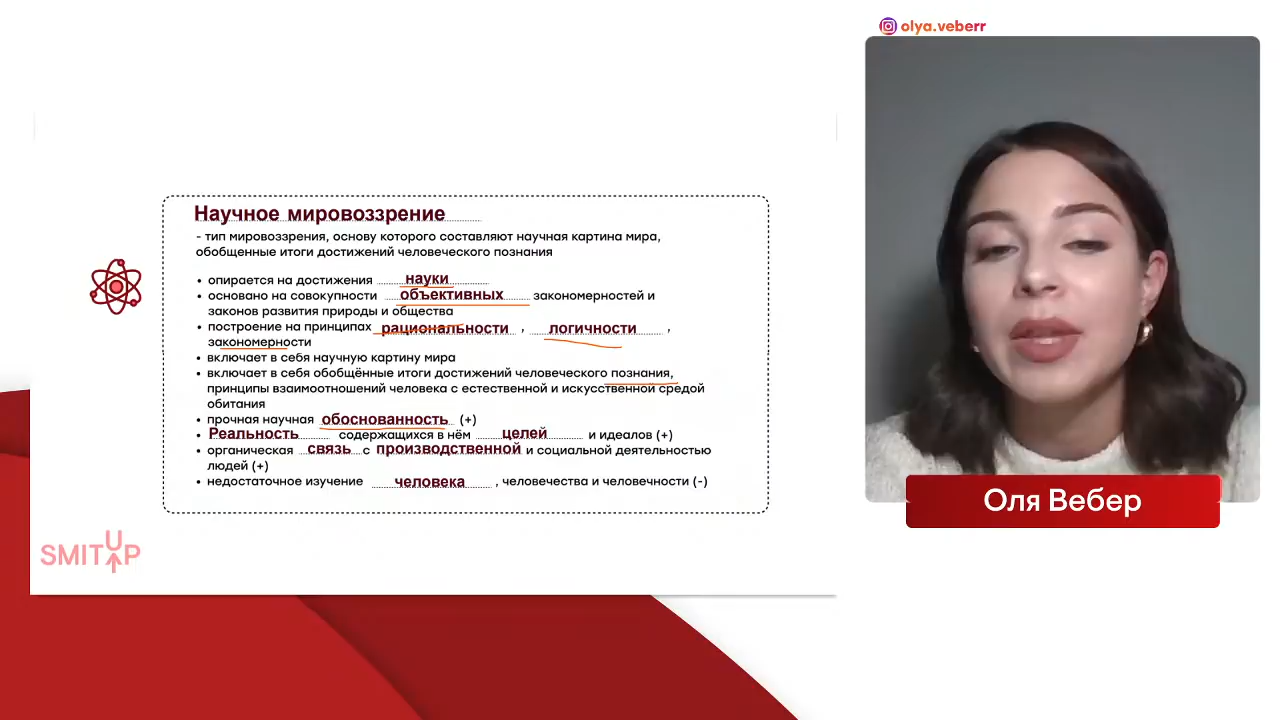 olya.veberr
Научное мировоззрение
- тип мировоззрения, основу которого составляют научная картина мира,
обобщенные итоги достижений человеческого познания
• опирается на достижения науки
• основано на совокупности объективных закономерностей и
законов развития природы и общества
• построение на принципах рациональности , логичности ,
закономерности
• включает в себя научную картину мира
• включает в себя обобщённые итоги достижений человеческого познания,
принципы взаимоотношений человека с естественной и искусственной средой
обитания
• прочная научная обоснованность (+)
• Реальность содержащихся в нём целей и идеалов (+)
• органическая связь с производственной и социальной деятельностью
людей (+)
• недостаточное изучение человека , человечества и человечности (-)
Оля Вебер
SMITUP